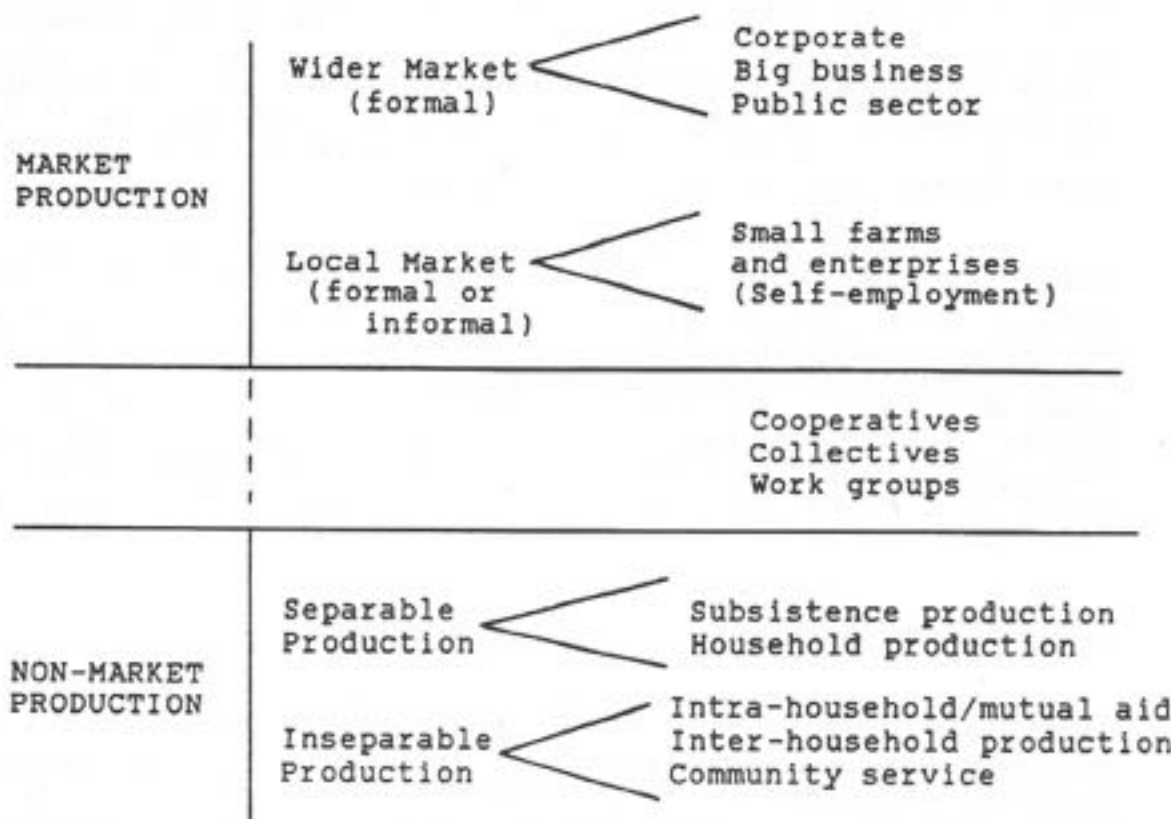 Wider Market
(formal)
Corporate
Big business
Public sector
MARKET
PRODUCTION
Local Market
(formal or
informal)
Small farms
and enterprises
(Self-employment)
Cooperatives
Collectives
Work groups
NON-MARKET
PRODUCTION
Separable
Production
Subsistence production
Household production
Inseparable
Production
Intra-household/mutual aid
Inter-household production
Community service